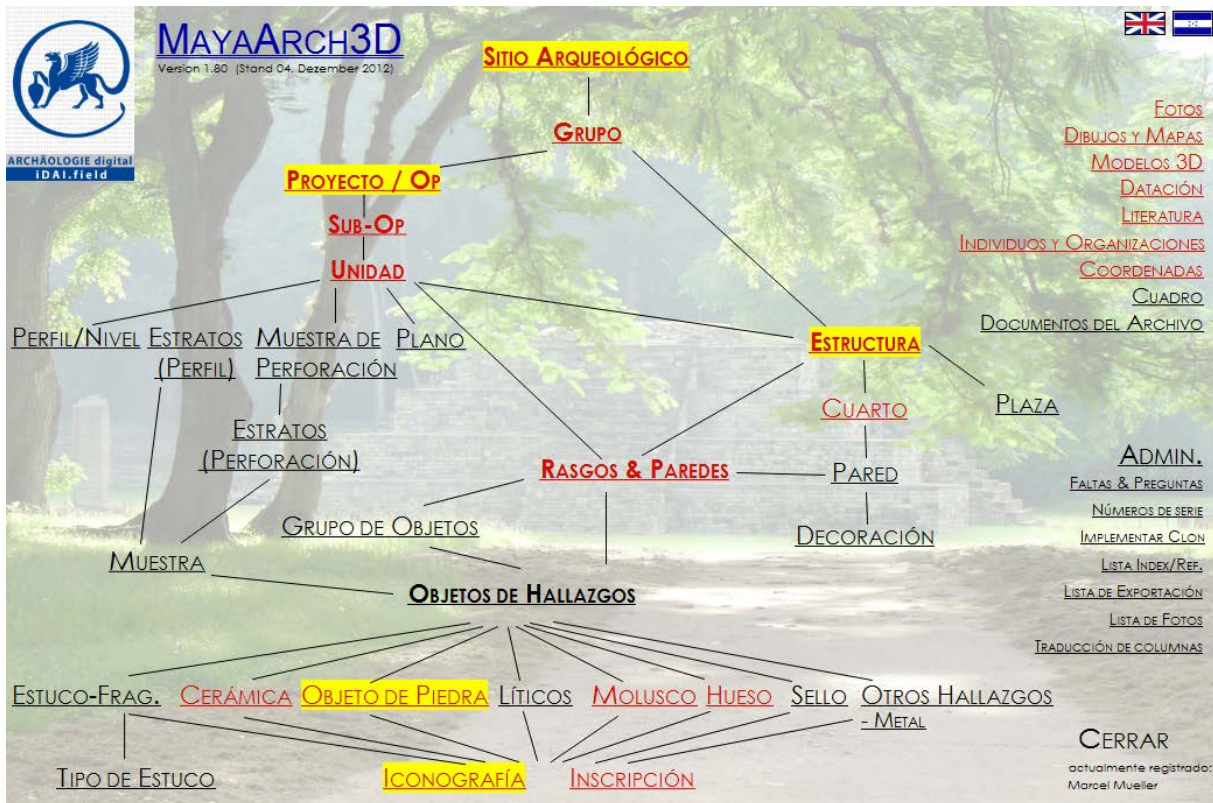 MAYAARCH3D
Version 1.80 (Stand 04. Dezember 2012)
ARCHÄOLOGIE digital
iDAI.field
SITIO ARQUEOLÓGICO
GRUPO
PROYECTO / OP
SUB-OP
UNIDAD
PERFIL/NIVEL
ESTRATOS
(PERFIL)
MUESTRA DE
PERFORACIÓN
PLANO
ESTRATOS
(PERFORACIÓN)
ESTRUCTURA
CUARTO
PLAZA
RASGOS & PAREDES
PARED
GRUPO DE OBJETOS
DECORACIÓN
MUESTRA
OBJETOS DE HALLAZGOS
ESTUCO-FRAG.
CERÁMICA
OBJETO DE PIEDRA
LÍTICOS
MOLUSCO
HUESO
SELLO
OTROS HALLAZGOS
- METAL
TIPO DE ESTUCO
ICONOGRAFÍA
INSCRIPCIÓN
FOTOS
DIBUJOS Y MAPAS
MODELOS 3D
DATACIÓN
LITERATURA
INDIVIDUOS Y ORGANIZACIONES
COORDENADAS
CUADRO
DOCUMENTOS DEL ARCHIVO
ADMIN.
FALTAS & PREGUNTAS
NÚMEROS DE SERIE
IMPLEMENTAR CLON
LISTA INDEX/REF.
LISTA DE EXPORTACIÓN
LISTA DE FOTOS
TRADUCCIÓN DE COLUMNAS
CERRAR
actualmente registrado:
Marcel Mueller